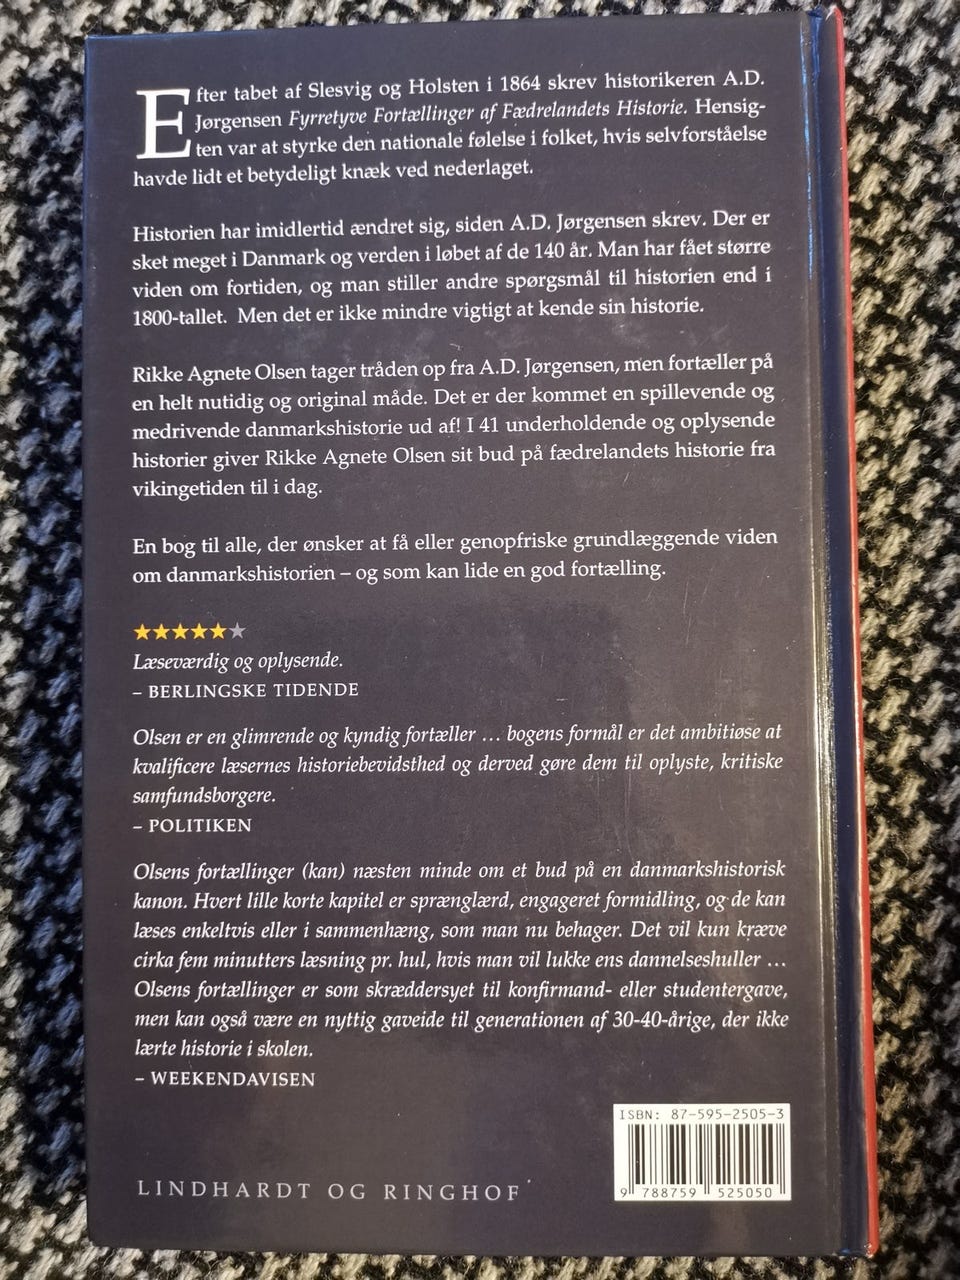 Efter tabet af Slesvig og Holsten i 1864 skrev historikeren A.D.
Jørgensen Fyrretyve Fortællinger af Fædrelandets Historie. Hensig-
ten var at styrke den nationale følelse i folket, hvis selvforståelse
havde lidt et betydeligt knæk ved nederlaget.
Historien har imidlertid ændret sig, siden A.D. Jørgensen skrev. Der er
sket meget i Danmark og verden i løbet af de 140 år. Man har fået større
viden om fortiden, og man stiller andre spørgsmål til historien end i
1800-tallet. Men det er ikke mindre vigtigt at kende sin historie.
Rikke Agnete Olsen tager tråden op fra A.D. Jørgensen, men fortæller på
en helt nutidig og original måde. Det er der kommet en spillevende og
medrivende danmarkshistorie ud af! I 41 underholdende og oplysende
historier giver Rikke Agnete Olsen sit bud på fædrelandets historie fra
vikingetiden til i dag.
En bog til alle, der ønsker at få eller genopfriske grundlæggende viden
om danmarkshistorien – og som kan lide en god fortælling.
★★★★★★
Læseværdig og oplysende.
– BERLINGSKE TIDENDE
Olsen er en glimrende og kyndig fortæller … bogens formål er det ambitiøse at
kvalificere læsernes historiebevidsthed og derved gøre dem til oplyste, kritiske
samfundsborgere.
– POLITIKEN
Olsens fortællinger (kan) næsten minde om et bud på en danmarkshistorisk
kanon. Hvert lille korte kapitel er sprænglærd, engageret formidling, og de kan
læses enkeltvis eller i sammenhæng, som man nu behager. Det vil kun kræve
cirka fem minutters læsning pr. hul, hvis man vil lukke ens dannelseshuller …
Olsens fortællinger er som skræddersyet til konfirmand- eller studentergave,
men kan også være en nyttig gaveide til generationen af 30-40-årige, der ikke
lærte historie i skolen.
– WEEKENDAVISEN
ISBN: 87-595-2505-3
9 788759 525050
LINDHARDT OG RINGHOF